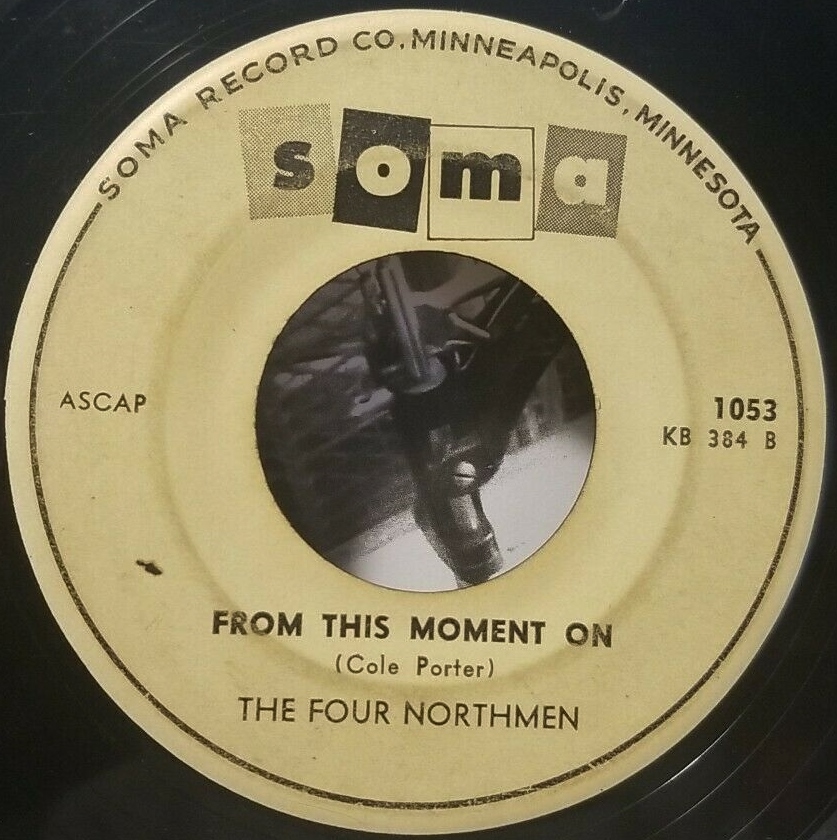 SOMA RECORD CO. MINNEAPOLIS, MINNESOTA
soma
ASCAP
1053
KB 384 B
FROM THIS MOMENT ON
(Cole Porter)
THE FOUR NORTHMEN